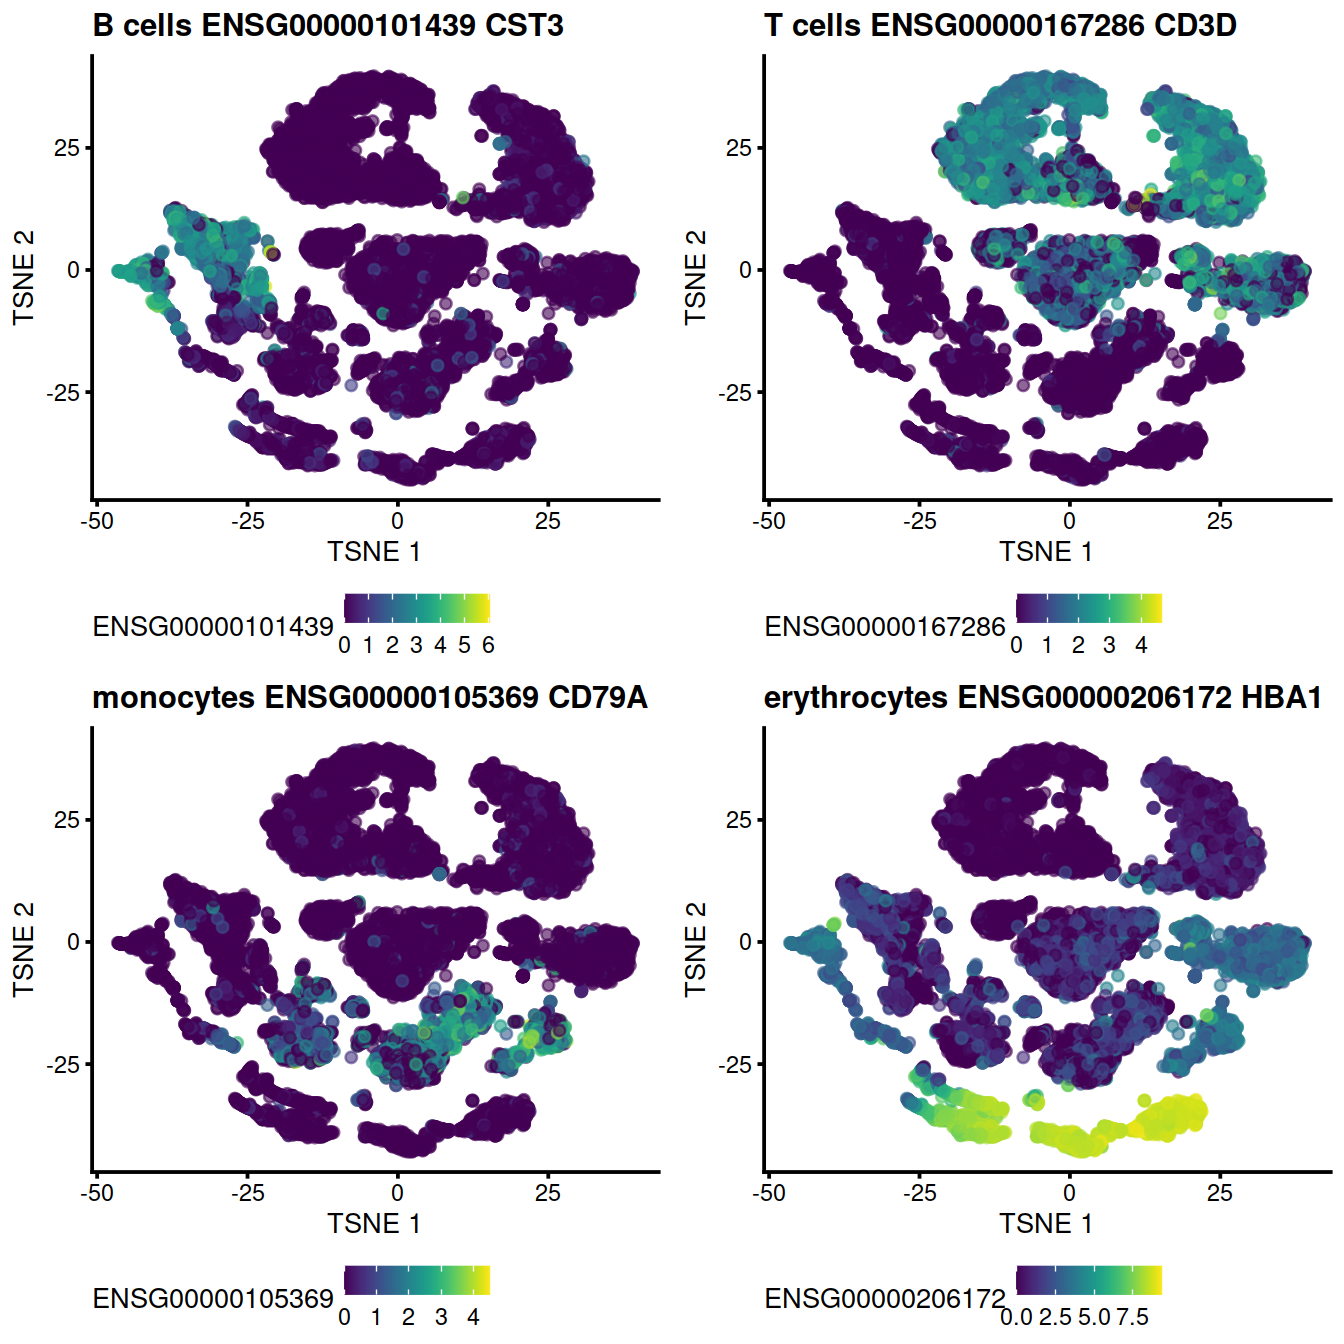 B cells ENSG00000101439 CST3
TSNE 2
25
0
-25
-50 -25 0 25
TSNE 1
ENSG00000101439
0 1 2 3 4 5 6
T cells ENSG00000167286 CD3D
TSNE 2
25
0
-25
-50 -25 0 25
TSNE 1
ENSG00000167286
0 1 2 3 4
monocytes ENSG00000105369 CD79A
TSNE 2
25
0
-25
-50 -25 0 25
TSNE 1
ENSG00000105369
0 1 2 3 4
erythrocytes ENSG00000206172 HBA1
TSNE 2
25
0
-25
-50 -25 0 25
TSNE 1
ENSG00000206172
0.0 2.5 5.0 7.5